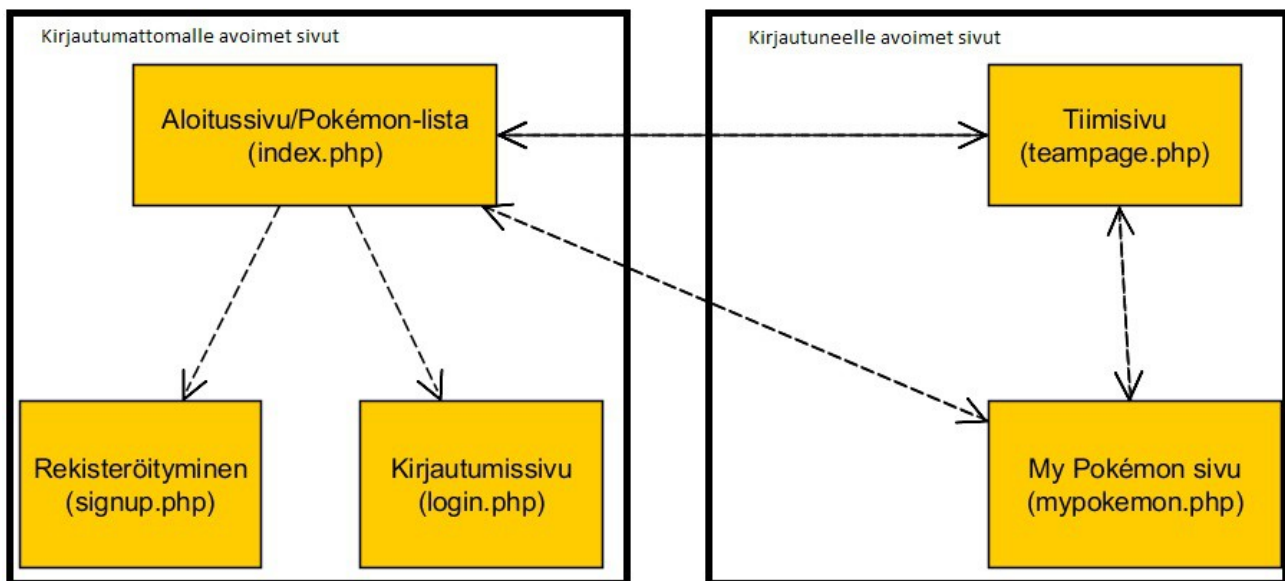 Kirjautumattomalle avoimet sivut
Aloitussivu/Pokémon-lista
(index.php)
Rekisteröityminen
(signup.php)
Kirjautumissivu
(login.php)
Kirjautuneelle avoimet sivut
Tiimisivu
(teampage.php)
My Pokémon sivu
(mypokemon.php)